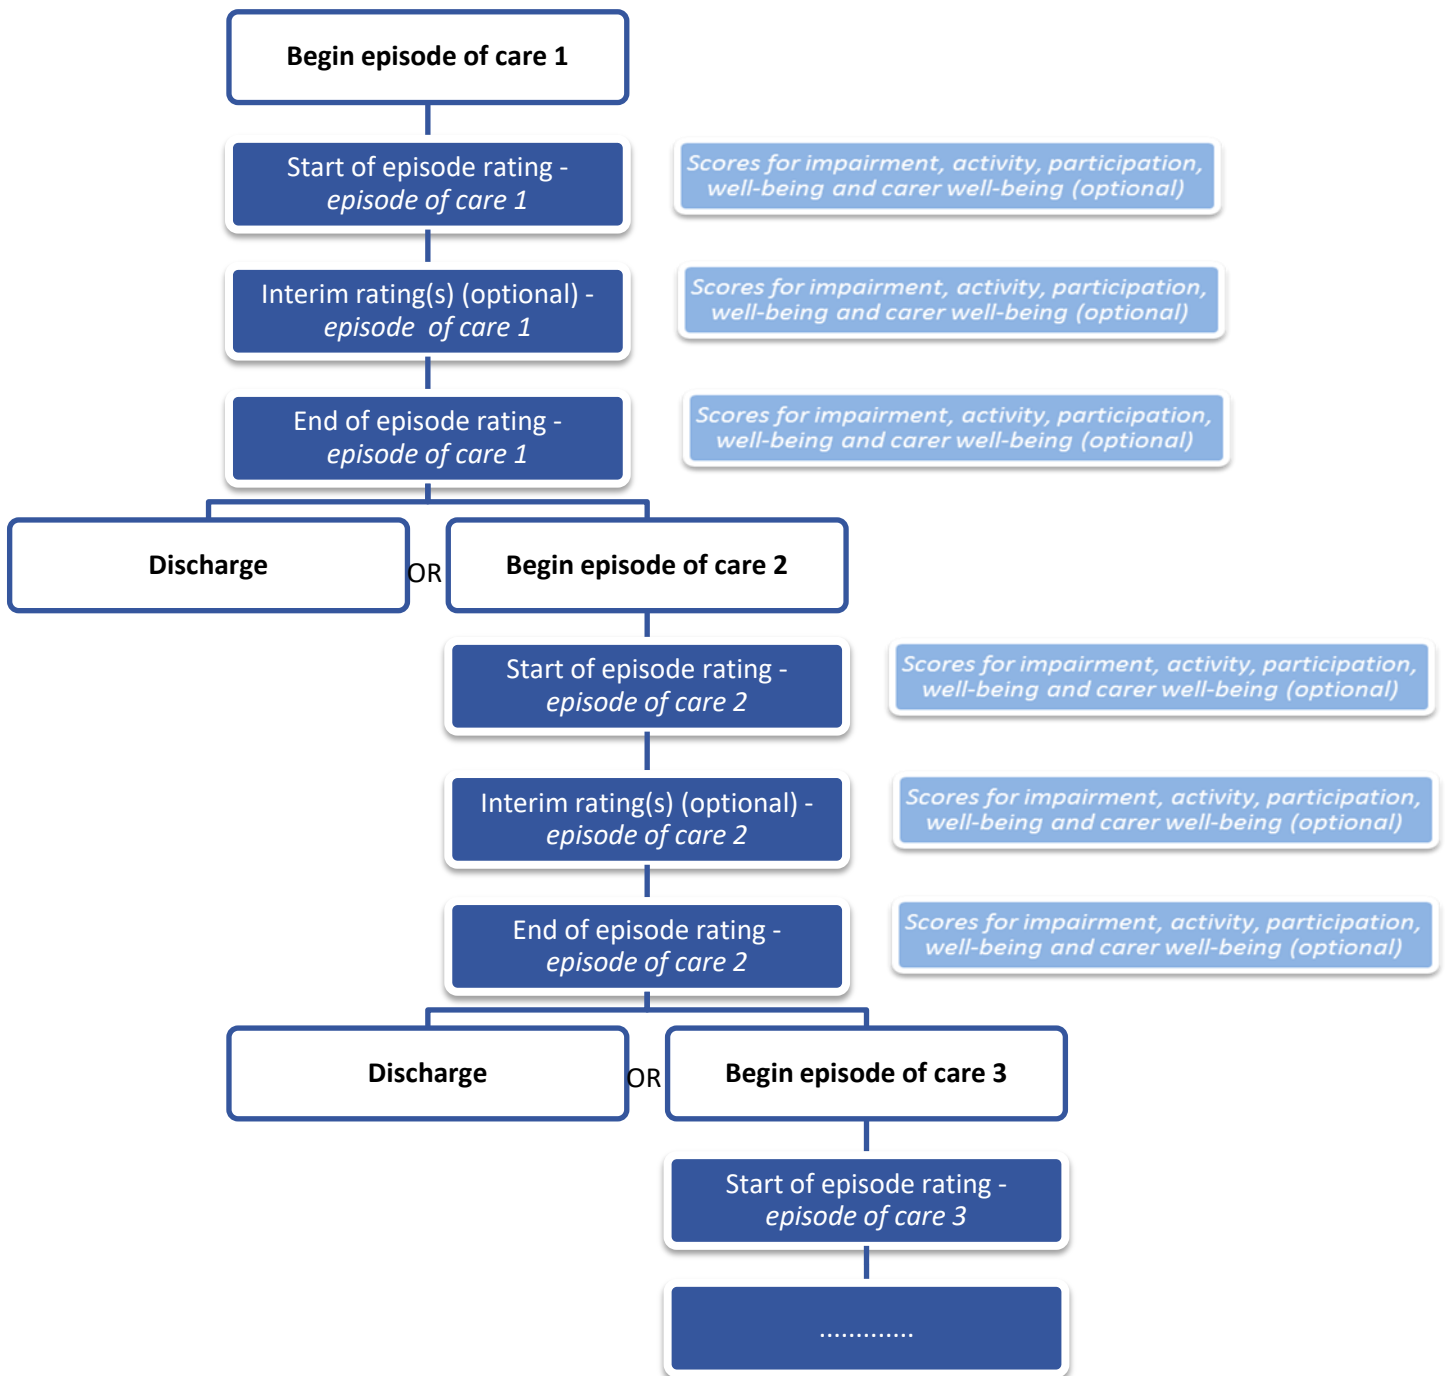 Begin episode of care 1
Start of episode rating -
episode of care 1
Scores for impairment, activity, participation,
well-being and carer well-being (optional)
Interim rating(s) (optional) -
episode of care 1
Scores for impairment, activity, participation,
well-being and carer well-being (optional)
End of episode rating -
episode of care 1
Scores for impairment, activity, participation,
well-being and carer well-being (optional)
Discharge
OR
Begin episode of care 2
Start of episode rating -
episode of care 2
Scores for impairment, activity, participation,
well-being and carer well-being (optional)
Interim rating(s) (optional) -
episode of care 2
Scores for impairment, activity, participation,
well-being and carer well-being (optional)
End of episode rating -
episode of care 2
Scores for impairment, activity, participation,
well-being and carer well-being (optional)
Discharge
OR
Begin episode of care 3
Start of episode rating -
episode of care 3
.............